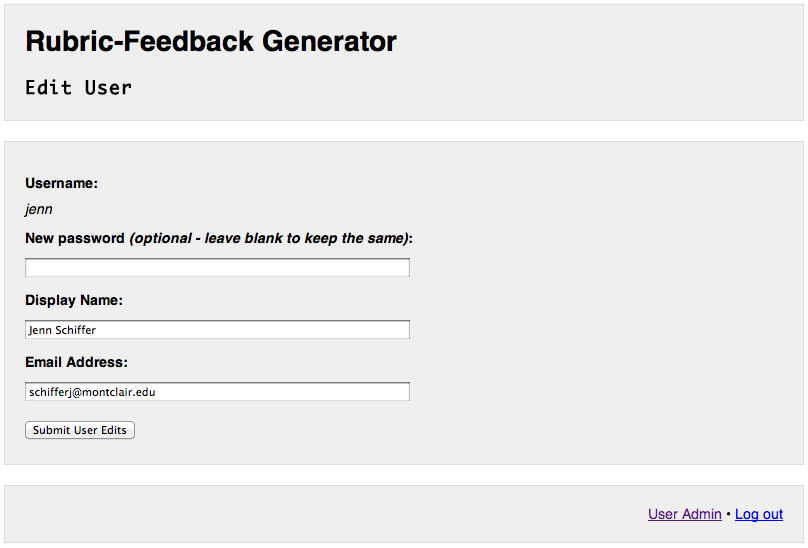 Rubric-Feedback Generator
Edit User
Username:
jenn
New password (optional - leave blank to keep the same):
Display Name:
Jenn Schiffer
Email Address:
schifferj@montclair.edu
Submit User Edits
User Admin • Log out